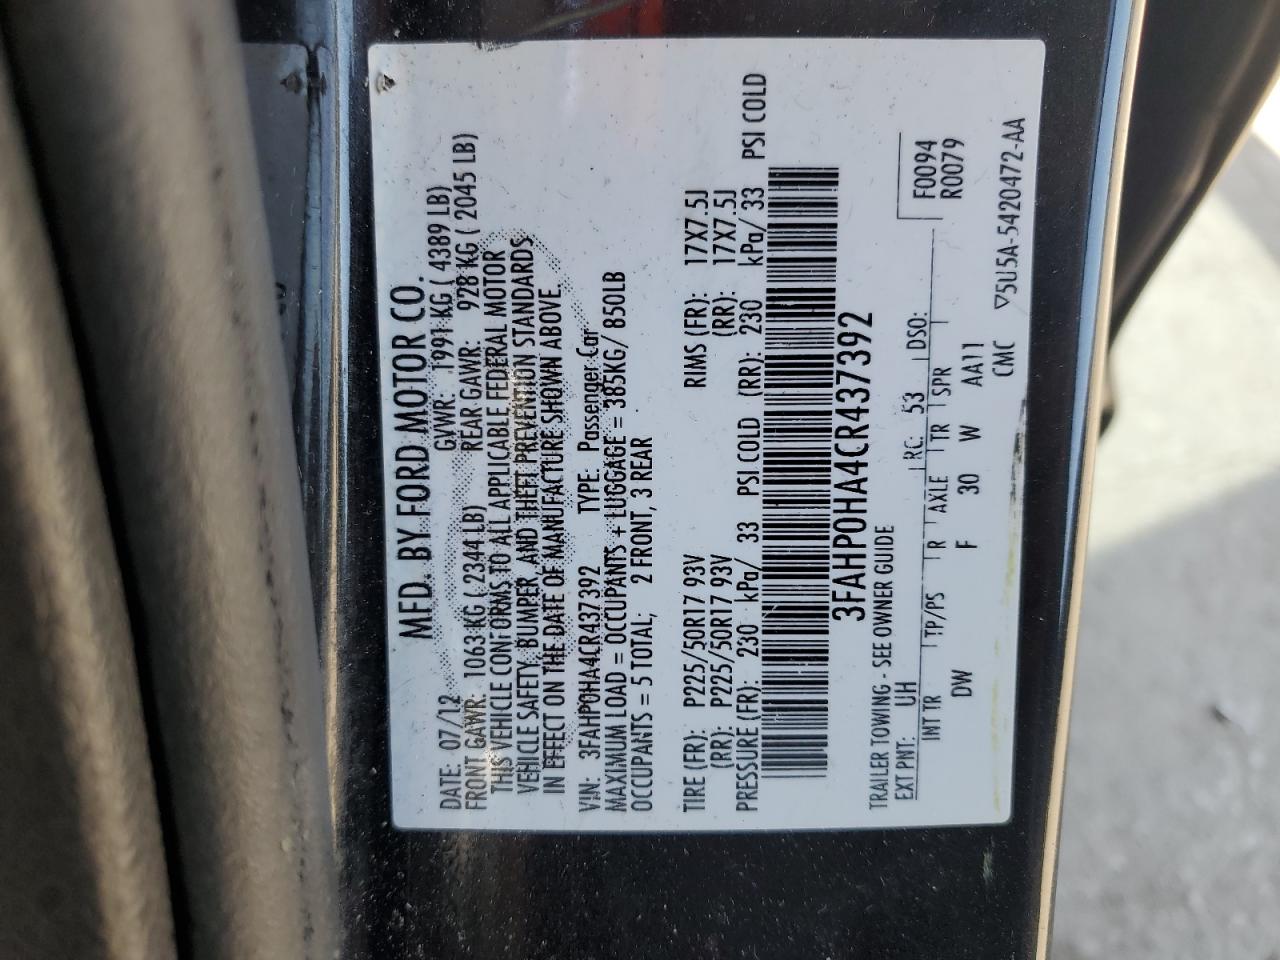 MFD. BY FORD MOTOR CO.
DATE: 07/12 GVWR: 1991 KG ( 4389 LB)
FRONT GAWR: 1063 KG ( 2344 LB) REAR GAWR: 928 KG ( 2045 LB)
THIS VEHICLE CONFORMS TO ALL APPLICABLE FEDERAL MOTOR
VEHICLE SAFETY, BUMPER, AND THEFT PREVENTION STANDARDS
IN EFFECT ON THE DATE OF MANUFACTURE SHOWN ABOVE.
VIN: 3FAHP0HA4CR437392 TYPE: Passenger Car
MAXIMUM LOAD = OCCUPANTS + LUGGAGE = 385KG/ 850LB
OCCUPANTS = 5 TOTAL; 2 FRONT, 3 REAR
TIRE (FR): P225/50R17 93V RIMS (FR): 17X7.5J
(RR): P225/50R17 93V (RR): 17X7.5J
PRESSURE (FR): 230 kPa/ 33 PSI COLD (RR): 230 kPa/ 33 PSI COLD
3FAHP0HA4CR437392
TRAILER TOWING - SEE OWNER GUIDE
F0094
R0079
EXT PNT: UH RC: 53 DSO:
INT TR TP/PS R AXLE TR SPR
DW F 30 W AA11
CMC
▽5U5A-5420472-AA